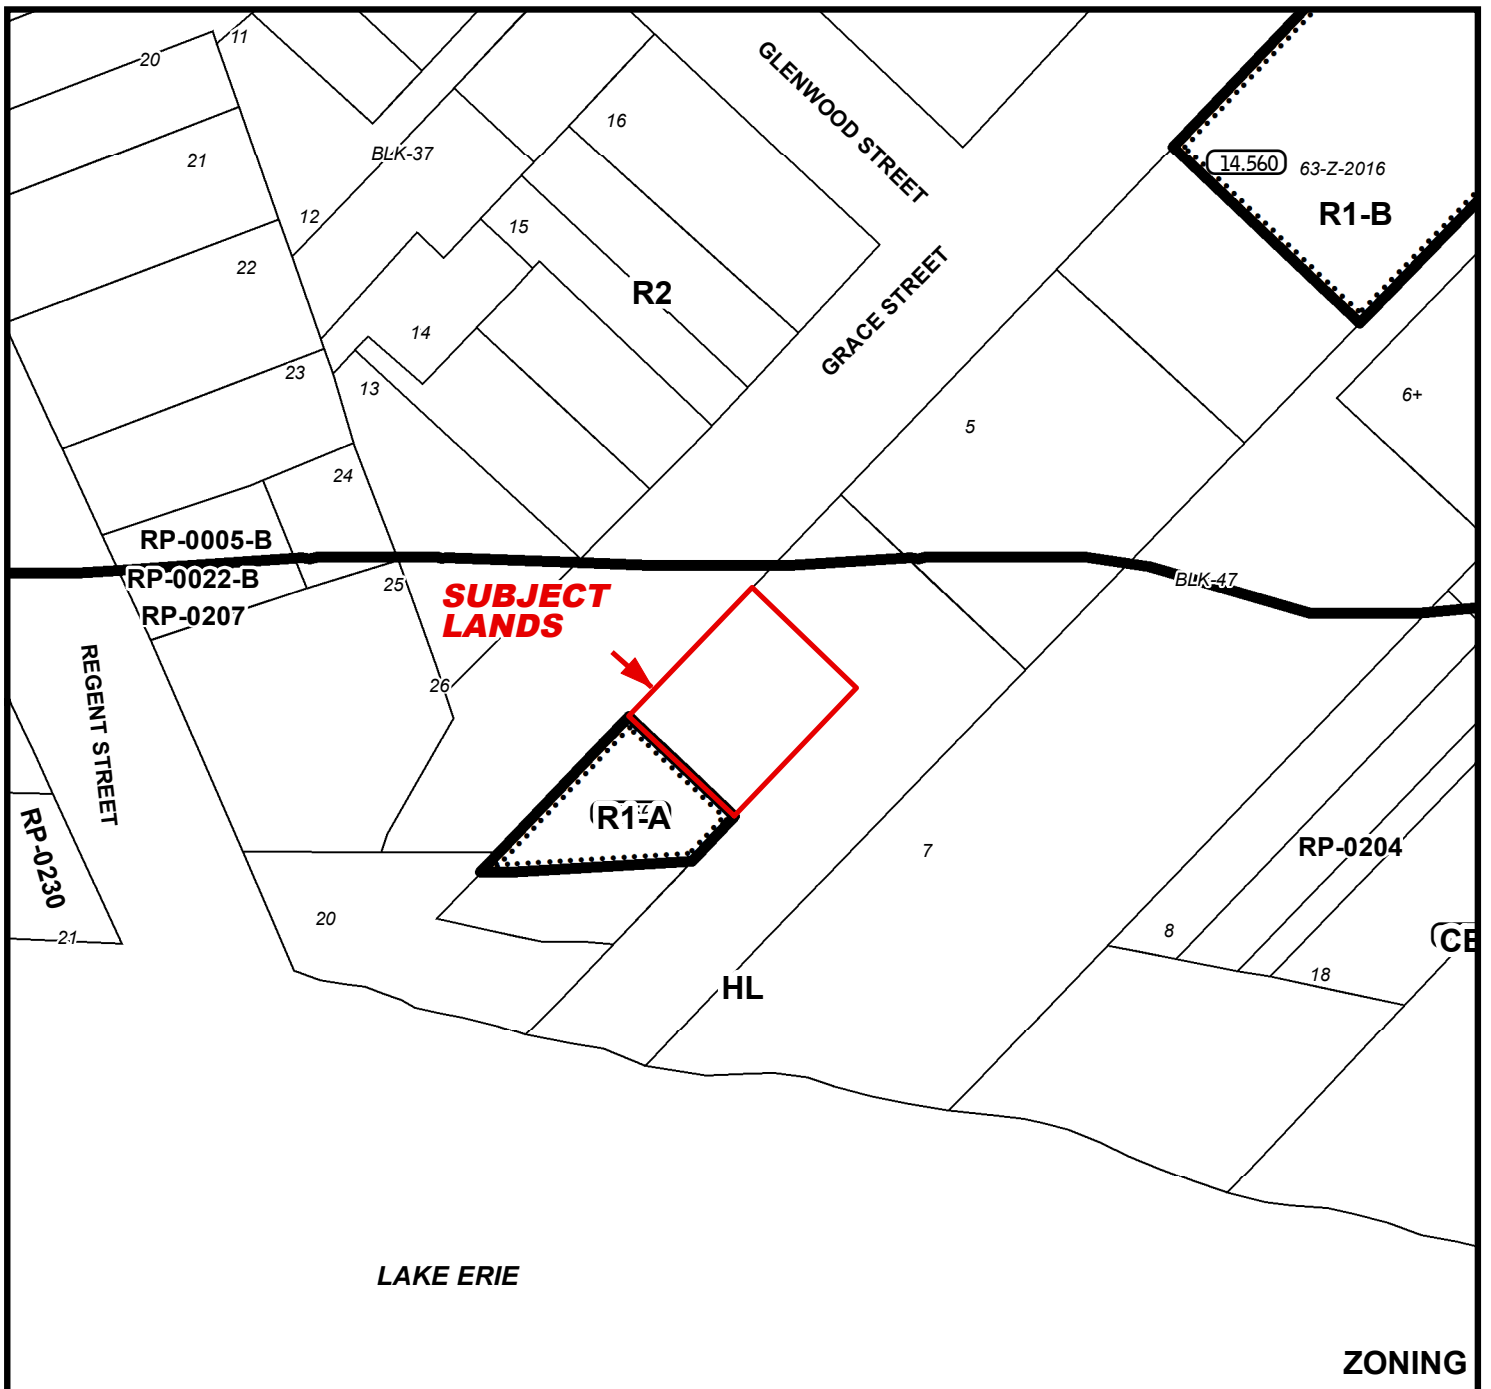 11
20
GLENWOOD STREET
16
BLK-37
21
14.560
63-Z-2016
R1-B
12
15
22
R2
GRACE STREET
14
23
13
6+
5
24
RP-0005-B
RP-0022-B
BLK-47
25
SUBJECT
LANDS
RP-0207
REGENT STREET
26
R1-A
RP-0230
7
RP-0204
20
8
21
18
HL
LAKE ERIE
ZONING